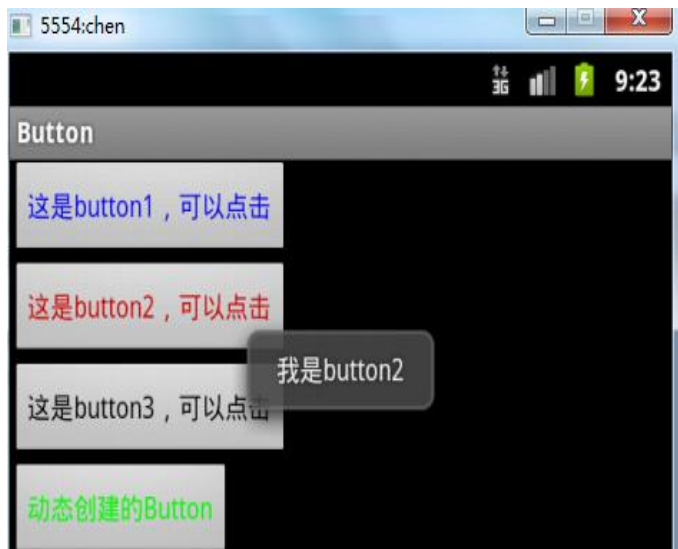 5554:chen
3G 9:23
Button
这是button1，可以点击
这是button2，可以点击
我是button2
这是button3，可以点击
动态创建的Button